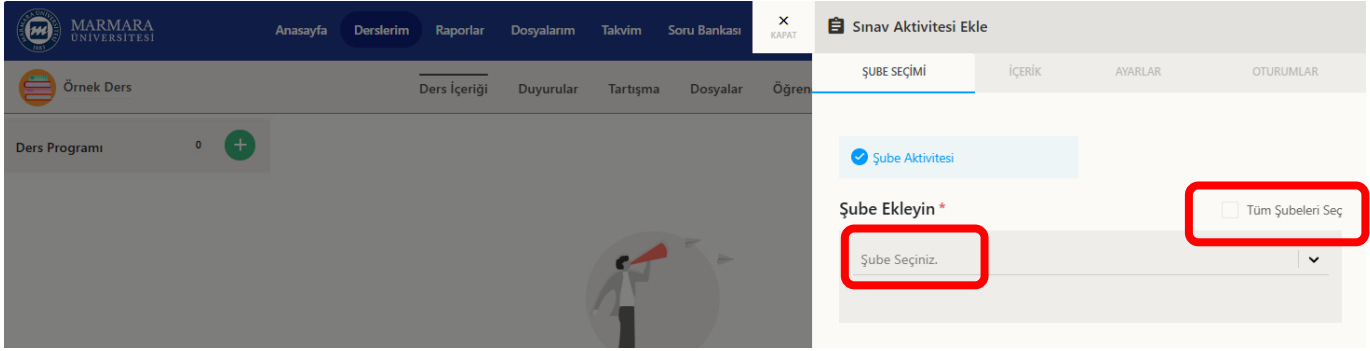 MARMARA
ÜNİVERSİTESİ
1883
Anasayfa Derslerim Raporlar Dosyalarım Takvim Soru Bankası
KAPAT
Sınav Aktivitesi Ekle
ŞUBE SEÇİMİ İÇERİK AYARLAR OTURUMLAR
Örnek Ders
Ders İçeriği Duyurular Tartışma Dosyalar Öğren
Ders Programı 0
Şube Aktivitesi
Şube Ekleyin * Tüm Şubeleri Seç
Şube Seçiniz.